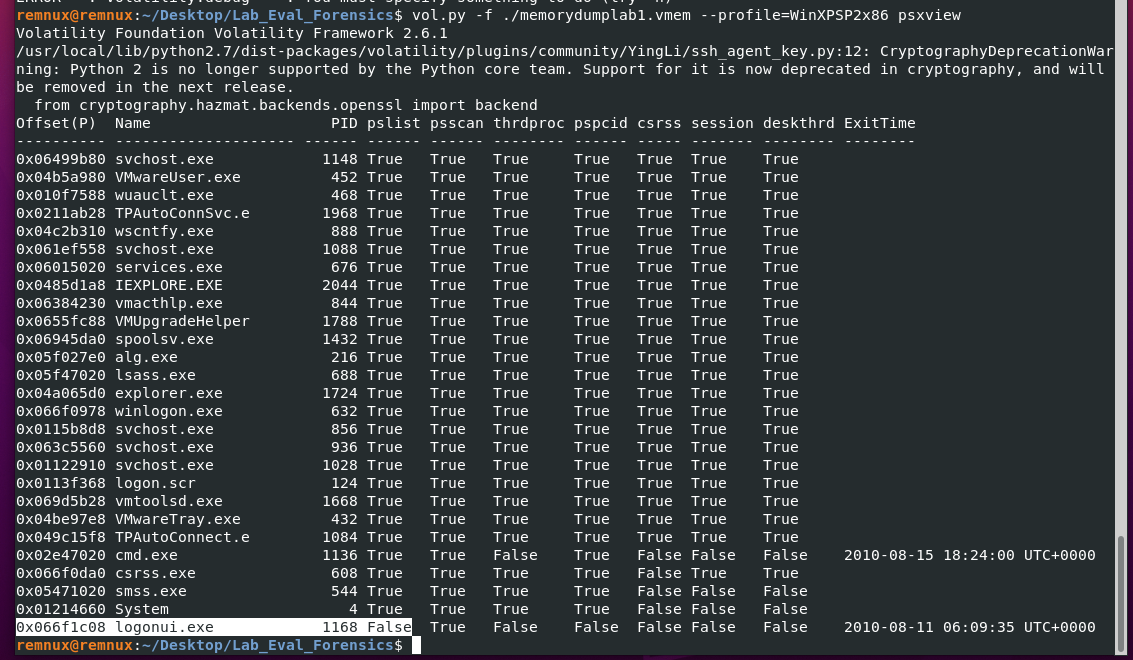 remnux@remnux:~/Desktop/Lab_Eval_Forensics$ vol.py -f ./memorydumplab1.vmem --profile=WinXPSP2x86 psxview
Volatility Foundation Volatility Framework 2.6.1
/usr/local/lib/python2.7/dist-packages/volatility/plugins/community/YingLi/ssh_agent_key.py:12: CryptographyDeprecationWar
ning: Python 2 is no longer supported by the Python core team. Support for it is now deprecated in cryptography, and will
be removed in the next release.
  from cryptography.hazmat.backends.openssl import backend
Offset(P)  Name                    PID pslist psscan thrdproc pspcid csrss session deskthrd ExitTime
---------- -------------------- ------ ------ ------ -------- ------ ----- ------- -------- --------
0x06499b80 svchost.exe            1148 True   True   True     True   True  True    True
0x04b5a980 VMwareUser.exe          452 True   True   True     True   True  True    True
0x010f7588 wuauclt.exe             468 True   True   True     True   True  True    True
0x0211ab28 TPAutoConnSvc.e        1968 True   True   True     True   True  True    True
0x04c2b310 wscntfy.exe             888 True   True   True     True   True  True    True
0x061ef558 svchost.exe            1088 True   True   True     True   True  True    True
0x06015020 services.exe            676 True   True   True     True   True  True    True
0x0485d1a8 IEXPLORE.EXE           2044 True   True   True     True   True  True    True
0x06384230 vmacthlp.exe            844 True   True   True     True   True  True    True
0x0655fc88 VMUpgradeHelper        1788 True   True   True     True   True  True    True
0x06945da0 spoolsv.exe            1432 True   True   True     True   True  True    True
0x05f027e0 alg.exe                 216 True   True   True     True   True  True    True
0x05f47020 lsass.exe               688 True   True   True     True   True  True    True
0x04a065d0 explorer.exe           1724 True   True   True     True   True  True    True
0x066f0978 winlogon.exe            632 True   True   True     True   True  True    True
0x0115b8d8 svchost.exe             856 True   True   True     True   True  True    True
0x063c5560 svchost.exe             936 True   True   True     True   True  True    True
0x01122910 svchost.exe            1028 True   True   True     True   True  True    True
0x0113f368 logon.scr               124 True   True   True     True   True  True    True
0x069d5b28 vmtoolsd.exe           1668 True   True   True     True   True  True    True
0x04be97e8 VMwareTray.exe          432 True   True   True     True   True  True    True
0x049c15f8 TPAutoConnect.e        1084 True   True   True     True   True  True    True
0x02e47020 cmd.exe                1136 True   True   False    True   False False   False    2010-08-15 18:24:00 UTC+0000
0x066f0da0 csrss.exe               608 True   True   True     True   False True    True
0x05471020 smss.exe                544 True   True   True     True   False False   False
0x01214660 System                    4 True   True   True     True   False False   False
0x066f1c08 logonui.exe            1168 False  True   False    False  False False   False    2010-08-11 06:09:35 UTC+0000
remnux@remnux:~/Desktop/Lab_Eval_Forensics$